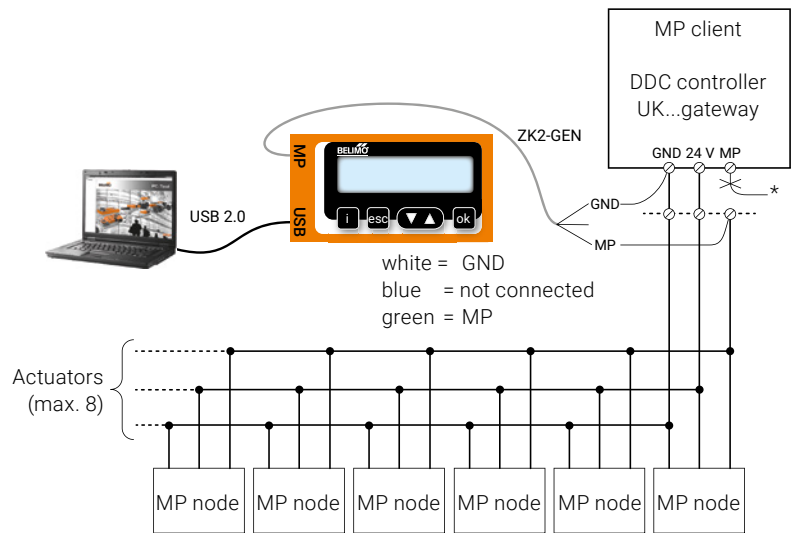 MP client
DDC controller
UK...gateway
GND 24 V MP
*
ZK2-GEN
GND
MP
MP
USB
BELIMO
i
esc
ok
USB 2.0
white = GND
blue = not connected
green = MP
Actuators
(max. 8)
MP node
MP node
MP node
MP node
MP node
MP node